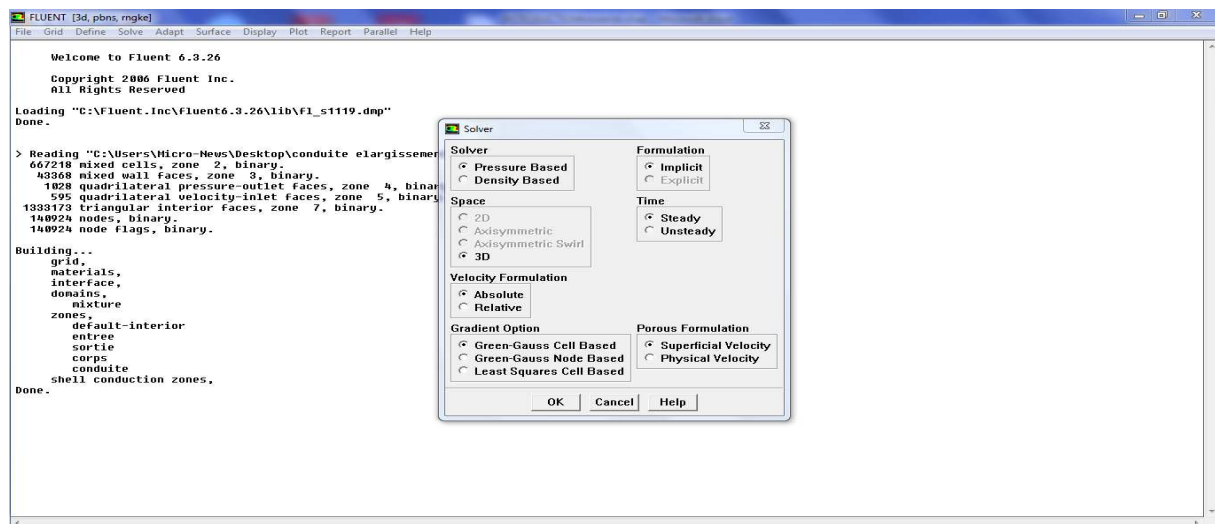 FLUENT [3d, pbns, rngke]
File Grid Define Solve Adapt Surface Display Plot Report Parallel Help
Welcome to Fluent 6.3.26
Copyright 2006 Fluent Inc.
All Rights Reserved
Loading "C:\Fluent.Inc\fluent6.3.26\lib\fl_s1119.dmp"
Done.
> Reading "C:\Users\Micro-News\Desktop\conduite elargissemer
667218 mixed cells, zone 2, binary.
43368 mixed wall faces, zone 3, binary.
1028 quadrilateral pressure-outlet faces, zone 4, binar
595 quadrilateral velocity-inlet faces, zone 5, binary
1333173 triangular interior faces, zone 7, binary.
140924 nodes, binary.
140924 node flags, binary.
Building...
grid,
materials,
interface,
domains,
mixture
zones,
default-interior
entree
sortie
corps
conduite
shell conduction zones,
Done.
Solver
Solver
Pressure Based
Density Based
Formulation
Implicit
Explicit
Space
2D
Axisymmetric
Axisymmetric Swirl
3D
Time
Steady
Unsteady
Velocity Formulation
Absolute
Relative
Gradient Option
Green-Gauss Cell Based
Green-Gauss Node Based
Least Squares Cell Based
Porous Formulation
Superficial Velocity
Physical Velocity
OK Cancel Help